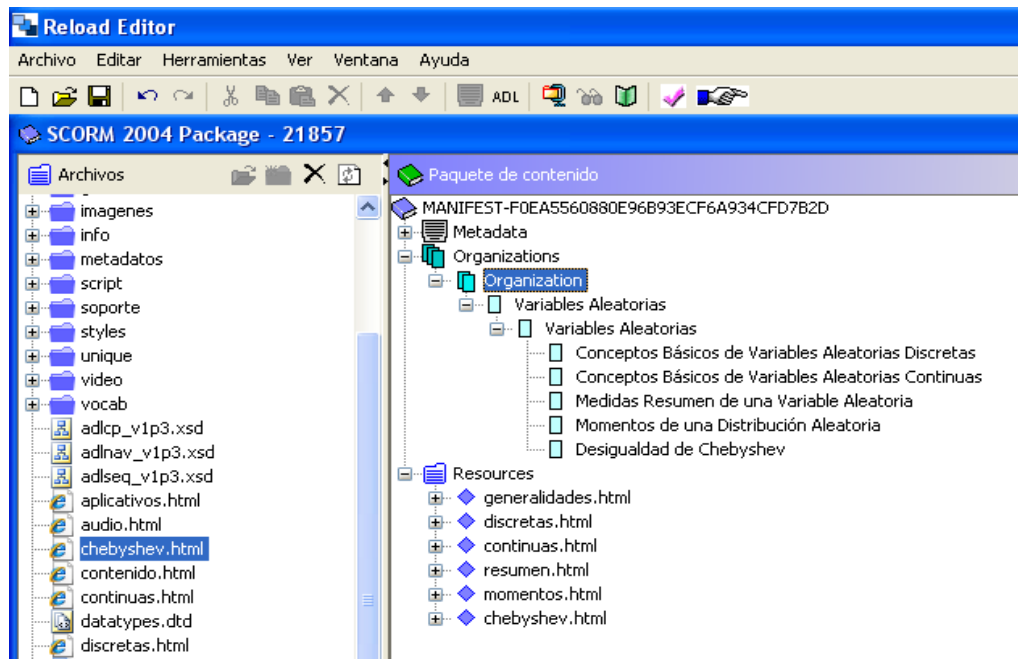 Reload Editor
Archivo Editar Herramientas Ver Ventana Ayuda
ADL
SCORM 2004 Package - 21857
Archivos
imagenes
info
metadatos
script
soporte
styles
unique
video
vocab
adlcp_v1p3.xsd
adlnav_v1p3.xsd
adlseq_v1p3.xsd
aplicativos.html
audio.html
chebyshev.html
contenido.html
continuas.html
datatypes.dtd
discretas.html
Paquete de contenido
MANIFEST-F0EA5560880E96B93ECF6A934CFD7B2D
Metadata
Organizations
Organization
Variables Aleatorias
Variables Aleatorias
Conceptos Básicos de Variables Aleatorias Discretas
Conceptos Básicos de Variables Aleatorias Continuas
Medidas Resumen de una Variable Aleatoria
Momentos de una Distribución Aleatoria
Desigualdad de Chebyshev
Resources
generalidades.html
discretas.html
continuas.html
resumen.html
momentos.html
chebyshev.html